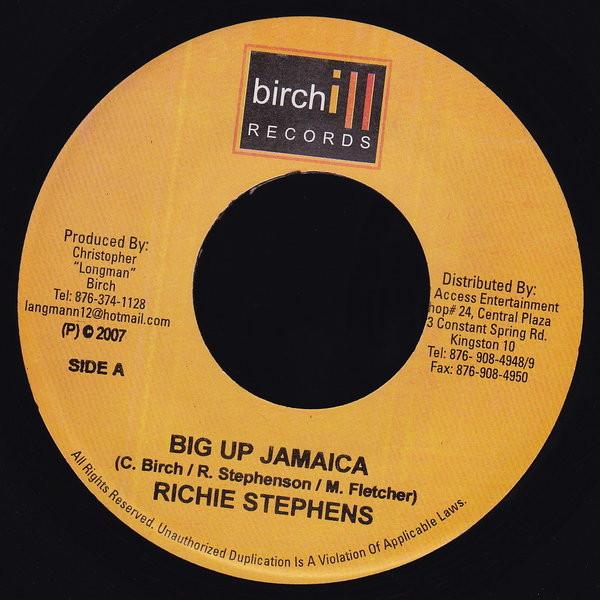 birchill
RECORDS
Produced By:
Christopher
"Longman"
Birch
Tel: 876-374-1128
langmann12@hotmail.com
(P) © 2007
SIDE A
Distributed By:
Access Entertainment
24, Central Plaza
3 Constant Spring Rd.
Kingston 10
Tel: 876- 908-4948/9
Fax: 876-908-4950
BIG UP JAMAICA
(C. Birch / R. Stephenson / M. Fletcher)
RICHIE STEPHENS
All Rights Reserved. Unauthorized Duplication Is A Violation Of Applicable Laws.